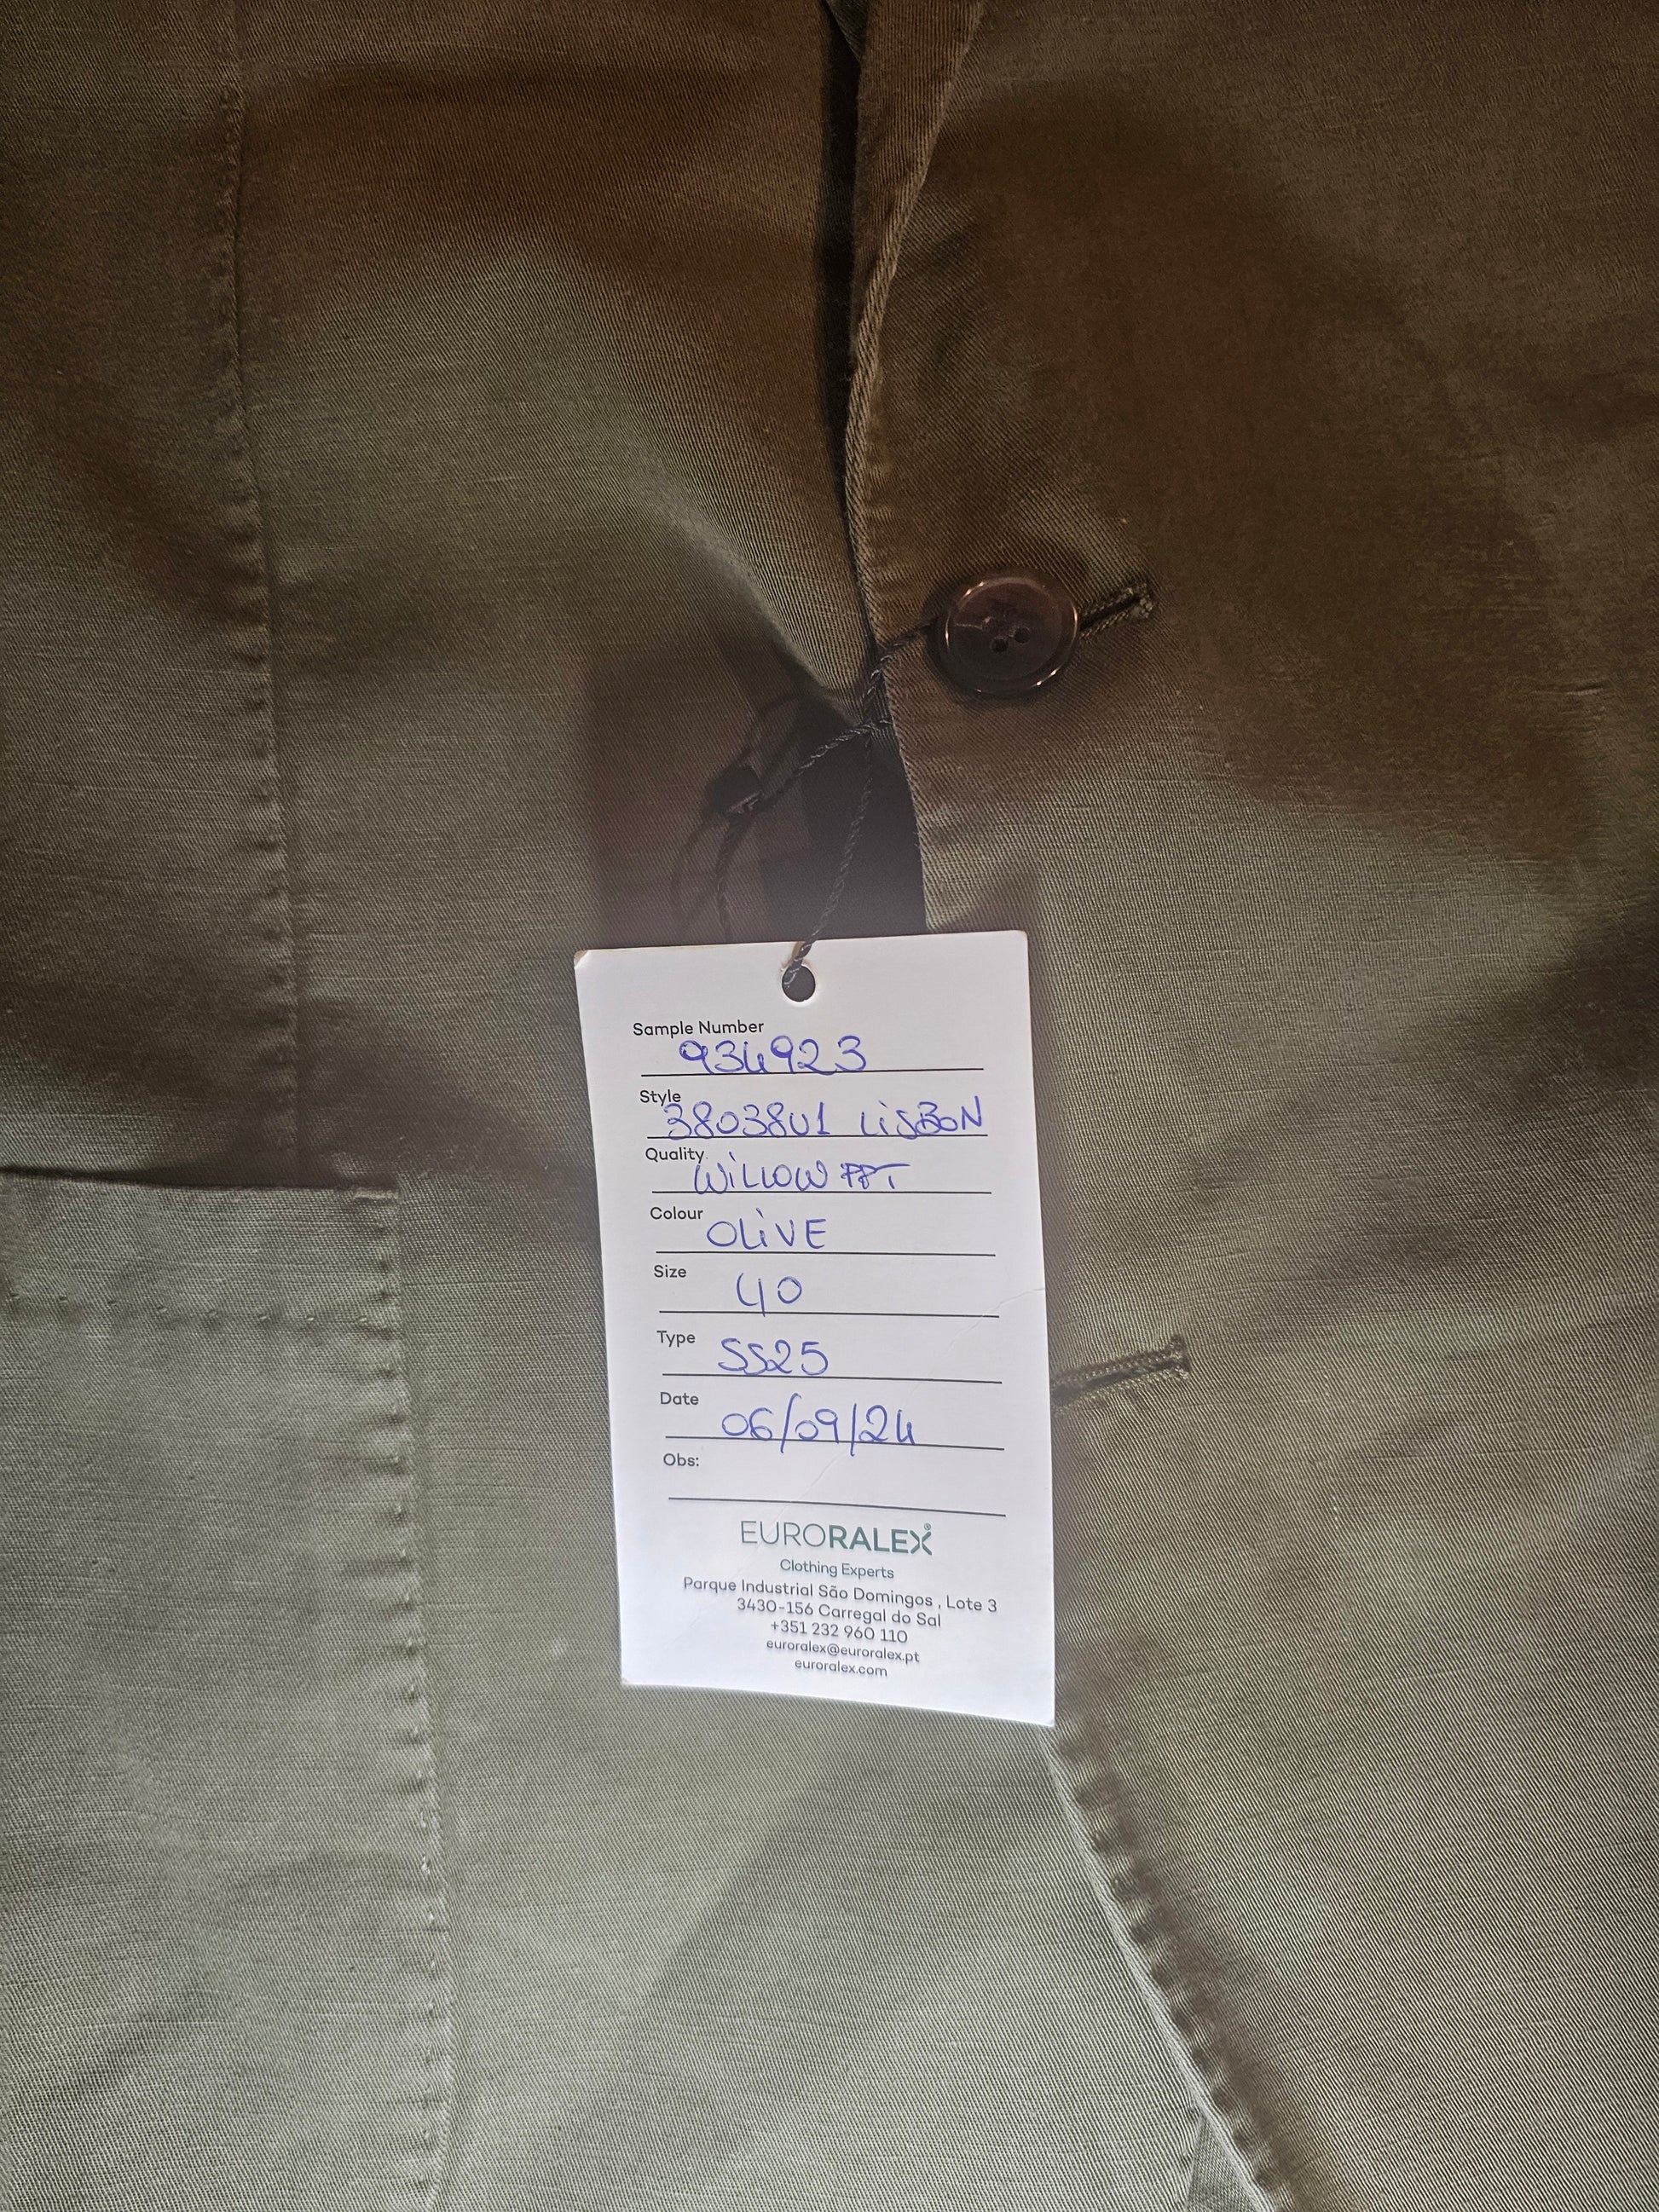 Sample Number
934923
Style
38038U1 LiSBON
Quality
WiLLOW PPT
Colour
OLiVE
Size
40
Type
SS25
Date
06/09/24
Obs:
EURORALEX®
Clothing Experts
Parque Industrial São Domingos , Lote 3
3430-156 Carregal do Sal
+351 232 960 110
euroralex@euroralex.pt
euroralex.com